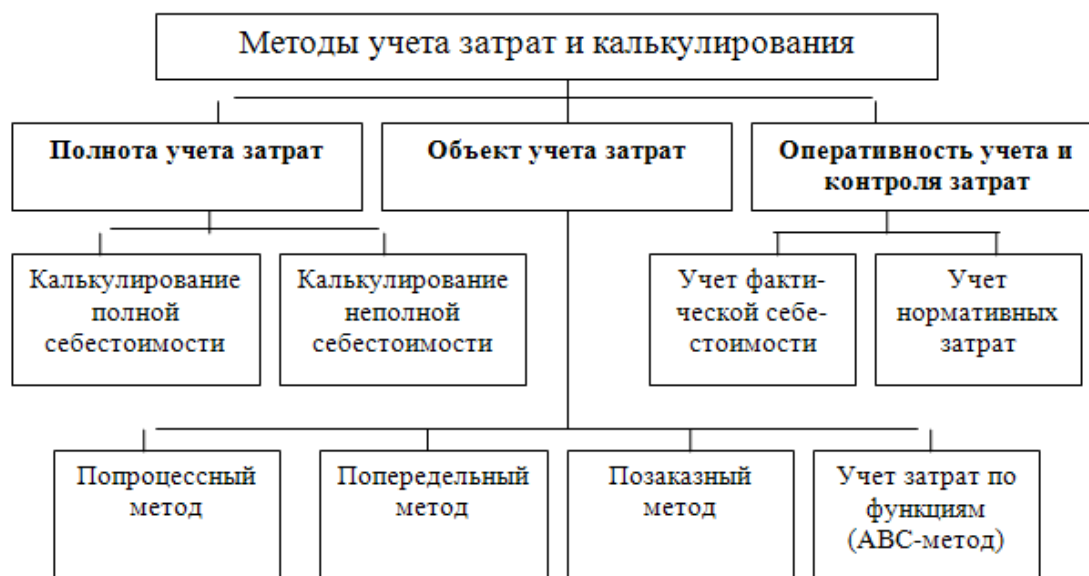 Методы учета затрат и калькулирования
Полнота учета затрат
Объект учета затрат
Оперативность учета и
контроля затрат
Калькулирование
полной
себестоимости
Калькулирование
неполной
себестоимости
Учет факти-
ческой себе-
стоимости
Учет
нормативных
затрат
Попроцессный
метод
Попередельный
метод
Позаказный
метод
Учет затрат по
функциям
(АВС-метод)